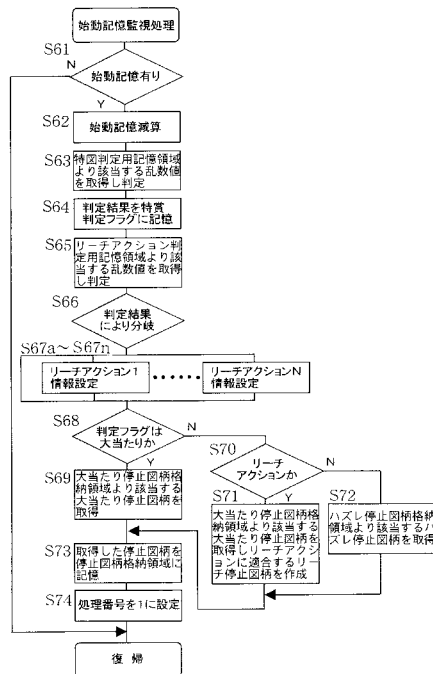 始動記憶監視処理
S61
N
始動記憶有り
Y
S62
始動記憶減算
S63
特図判定用記憶領域
より該当する乱数値
を取得し判定
S64
判定結果を特賞
判定フラグに記憶
S65
リーチアクション判
定用記憶領域より該
当する乱数値を取得
し判定
S66
判定結果
により分岐
S67a～S67n
リーチアクション1
情報設定
……
リーチアクションN
情報設定
S68
判定フラグは
大当たりか
N
Y
S69
大当たり停止図柄格
納領域より該当する
大当たり停止図柄を
取得
S70
リーチ
アクションか
N
Y
S71
大当たり停止図柄格
納領域より該当する
大当たり停止図柄を
取得しリーチアクシ
ョンに適合するリー
チ停止図柄を作成
S72
ハズレ停止図柄格納
領域より該当するハ
ズレ停止図柄を取得
S73
取得した停止図柄を
停止図柄格納領域に
記憶
S74
処理番号を1に設定
復帰